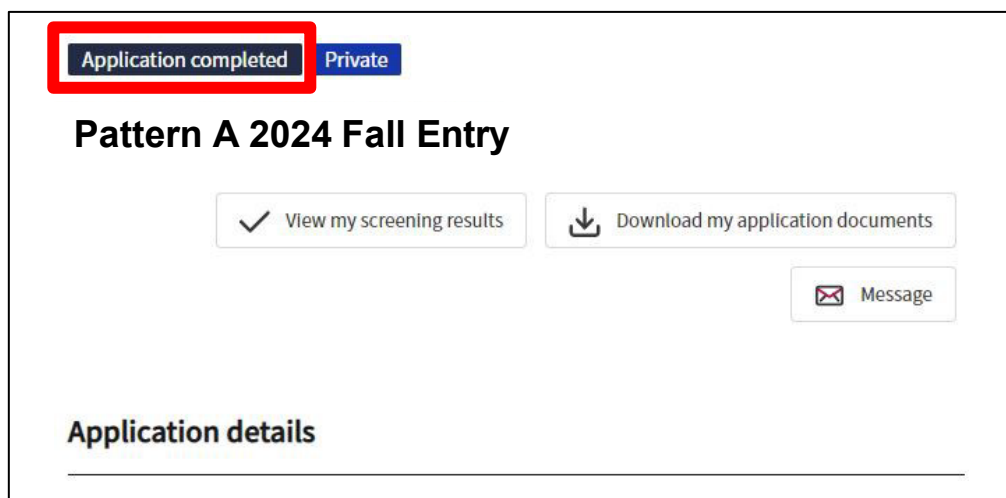 Application completed Private
Pattern A 2024 Fall Entry
View my screening results Download my application documents
Message
Application details